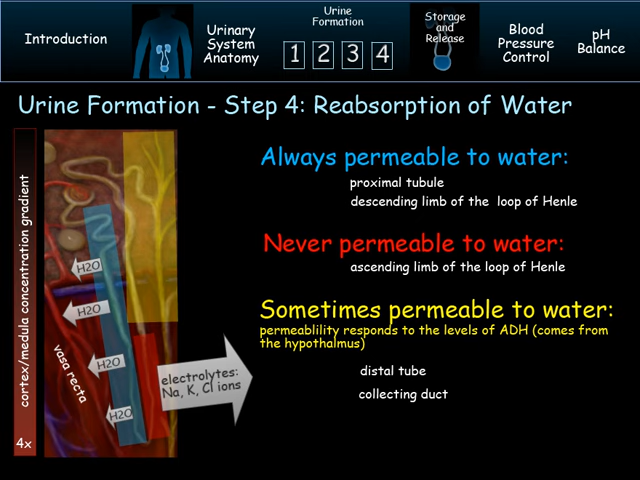 Introduction
Urinary
System
Anatomy
Urine
Formation
1 2 3 4
Storage
and
Release
Blood
Pressure
Control
pH
Balance
Urine Formation - Step 4: Reabsorption of Water
cortex/medula concentration gradient
4x
H2O
H2O
H2O
H2O
vasa recta
electrolytes:
Na, K, Cl ions
Always permeable to water:
proximal tubule
descending limb of the loop of Henle
Never permeable to water:
ascending limb of the loop of Henle
Sometimes permeable to water:
permeablility responds to the levels of ADH (comes from
the hypothalmus)
distal tube
collecting duct